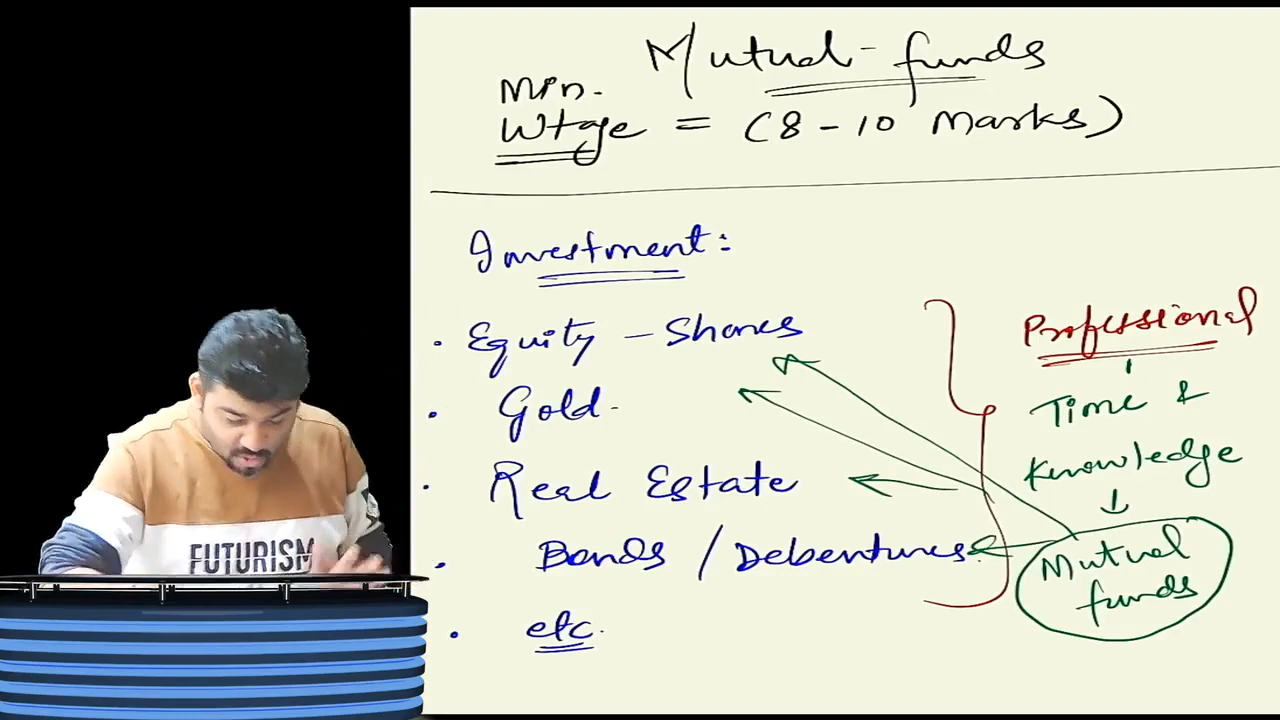 Mutual funds
Min.
Wtage = (8-10 Marks)
Investment:
• Equity - Shares
• Gold.
• Real Estate
• Bonds / Debentures.
• etc.
Professional
Time &
Knowledge
↓
Mutual
funds
FUTURISM